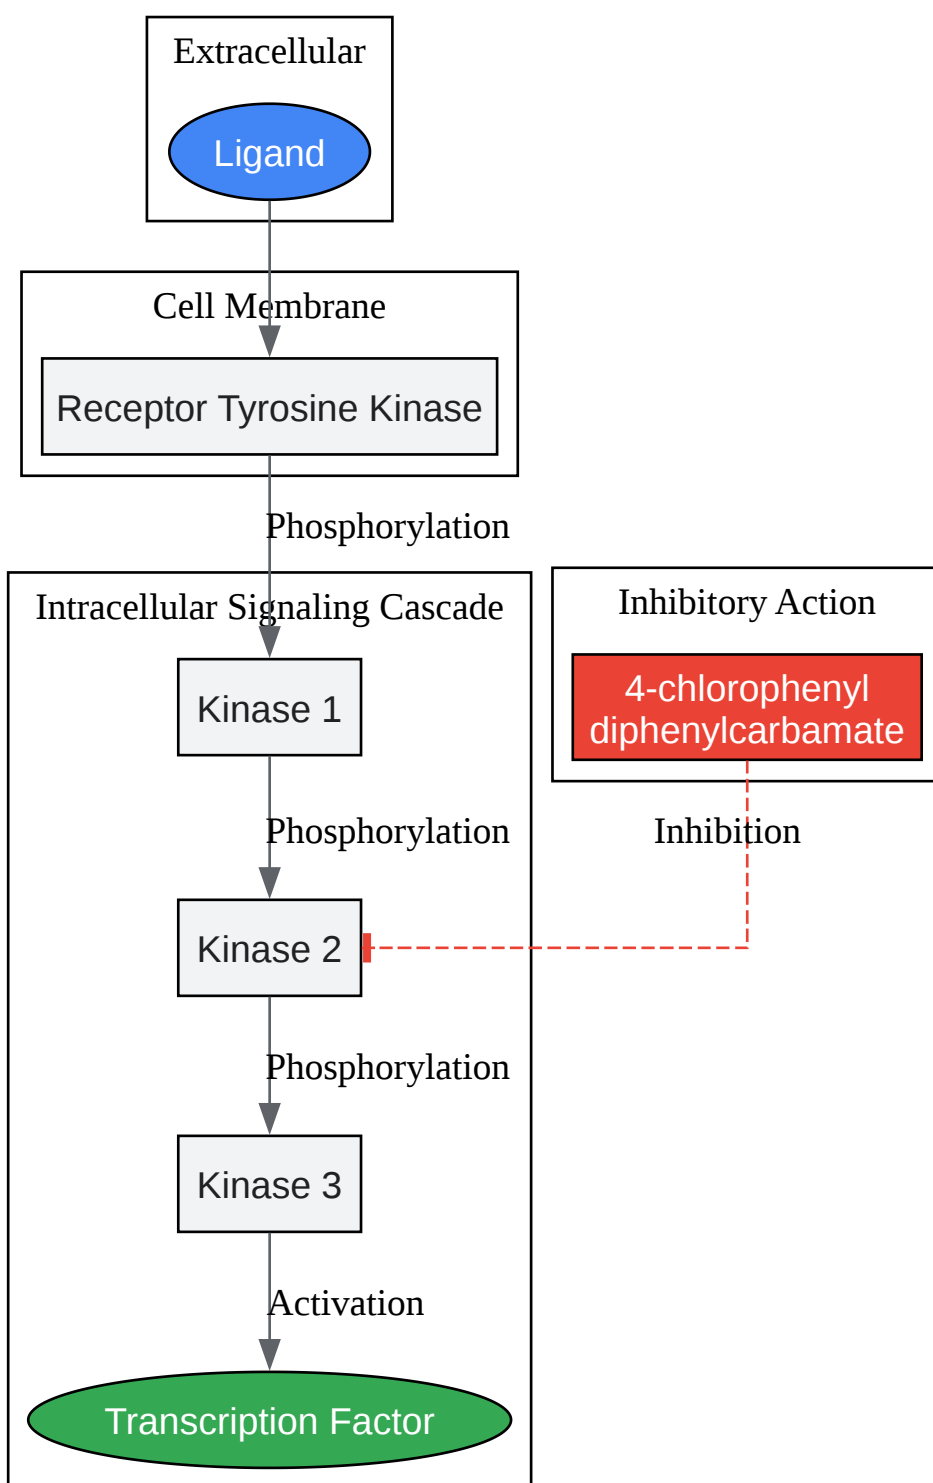 Extracellular
Ligand
Cell Membrane
Receptor Tyrosine Kinase
Phosphorylation
Intracellular Signaling Cascade
Kinase 1
Inhibitory Action
4-chlorophenyl
diphenylcarbamate
Phosphorylation
Inhibition
Kinase 2
Phosphorylation
Kinase 3
Activation
Transcription Factor